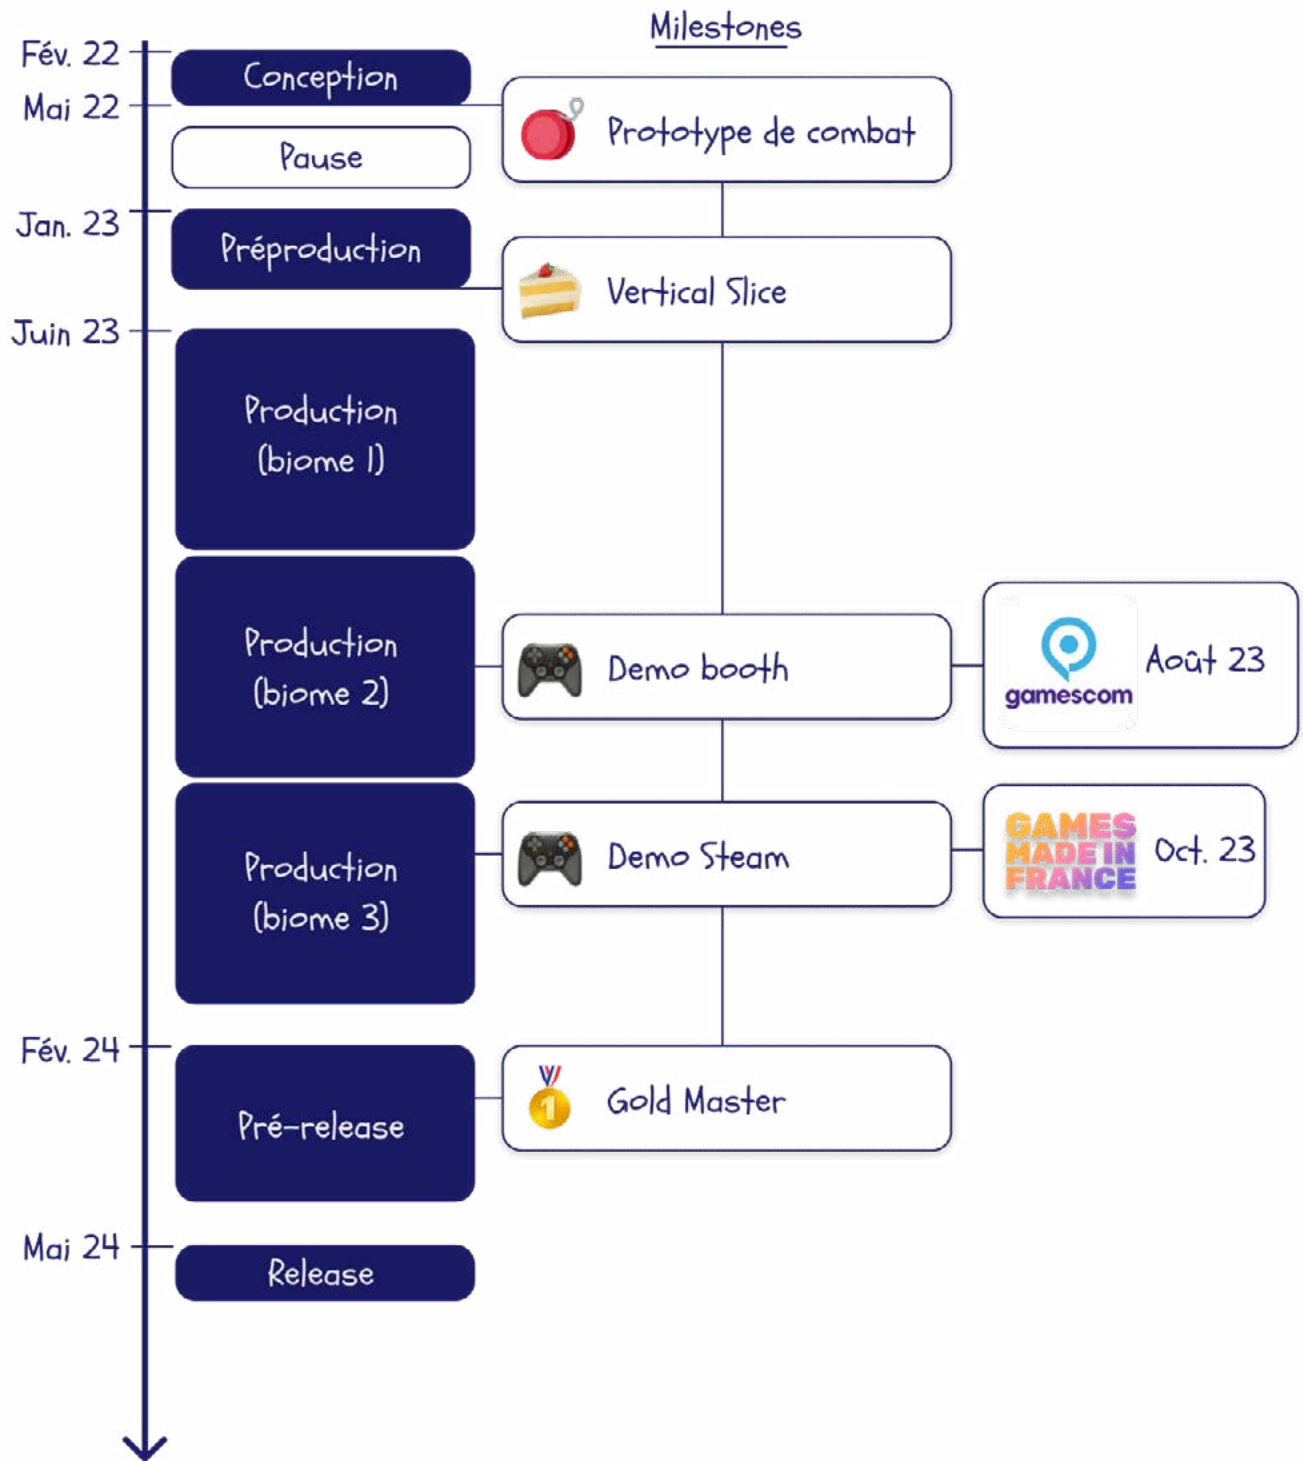 Milestones
Fév. 22
Conception
Mai 22
Prototype de combat
Pause
Jan. 23
Préproduction
Vertical Slice
Juin 23
Production
(biome 1)
Production
(biome 2)
Demo booth
gamescom
Août 23
Production
(biome 3)
Demo Steam
GAMES
MADE IN
FRANCE
Oct. 23
Fév. 24
Pré-release
1
Gold Master
Mai 24
Release